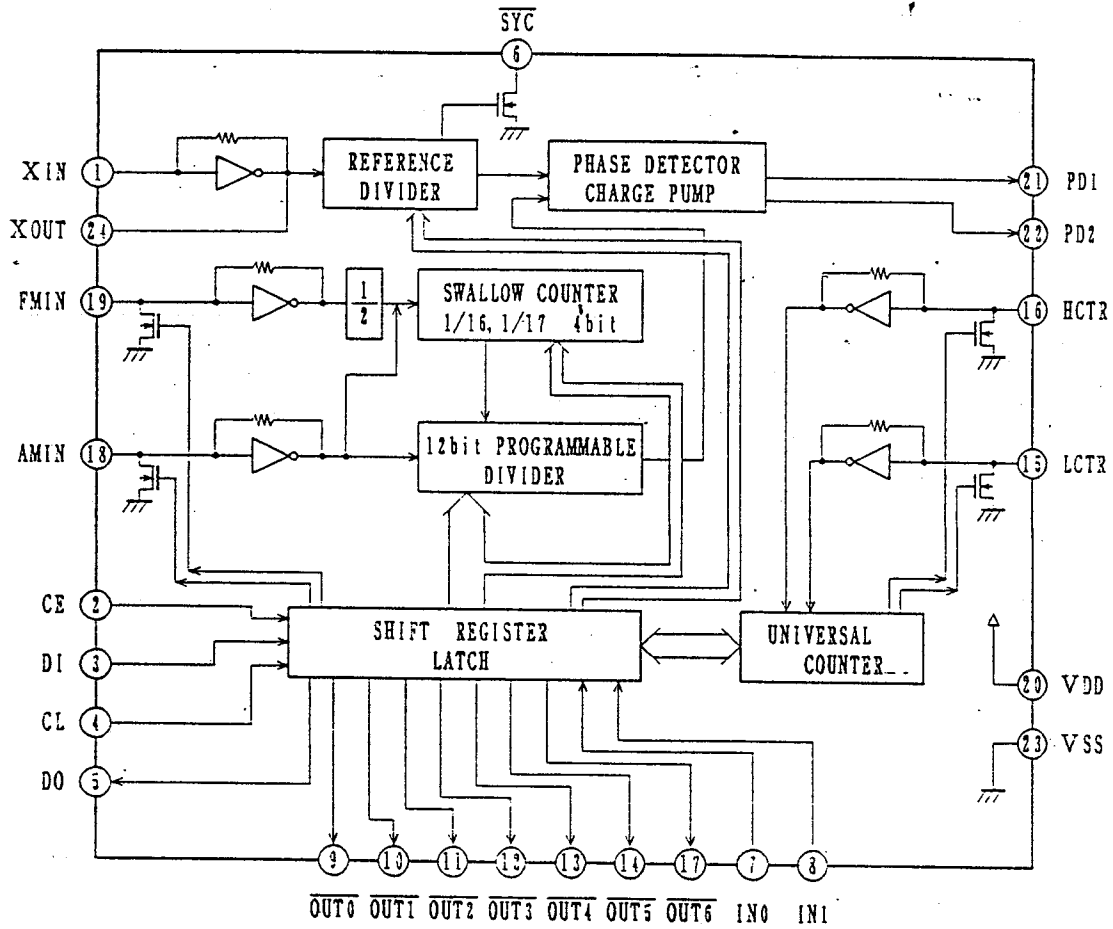 SYC
6
XIN 1
REFERENCE
DIVIDER
PHASE DETECTOR
CHARGE PUMP
21 PD1
XOUT 24
22 PD2
FMIN 19
1
2
SWALLOW COUNTER
1/16, 1/17 4bit
16 HCTR
AMIN 18
12bit PROGRAMMABLE
DIVIDER
15 LCTR
CE 2
SHIFT REGISTER
LATCH
UNIVERSAL
COUNTER
DI 3
20 VDD
CL 4
23 VSS
DO 5
9 10 11 12 13 14 17 7 8
OUT0 OUT1 OUT2 OUT3 OUT4 OUT5 OUT6 IN0 IN1